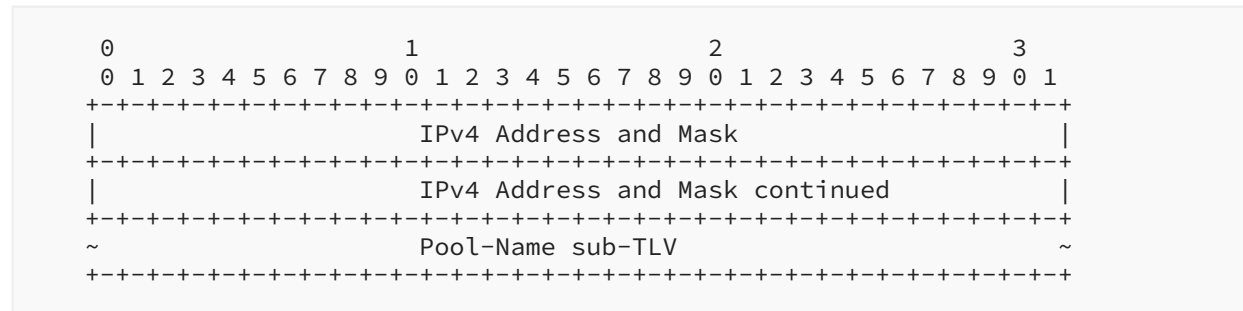 0                   1                   2                   3
0 1 2 3 4 5 6 7 8 9 0 1 2 3 4 5 6 7 8 9 0 1 2 3 4 5 6 7 8 9 0 1
+-+-+-+-+-+-+-+-+-+-+-+-+-+-+-+-+-+-+-+-+-+-+-+-+-+-+-+-+-+-+-+-+
|                     IPv4 Address and Mask                     |
+-+-+-+-+-+-+-+-+-+-+-+-+-+-+-+-+-+-+-+-+-+-+-+-+-+-+-+-+-+-+-+-+
|                     IPv4 Address and Mask continued           |
+-+-+-+-+-+-+-+-+-+-+-+-+-+-+-+-+-+-+-+-+-+-+-+-+-+-+-+-+-+-+-+-+
~                     Pool-Name sub-TLV                         ~
+-+-+-+-+-+-+-+-+-+-+-+-+-+-+-+-+-+-+-+-+-+-+-+-+-+-+-+-+-+-+-+-+